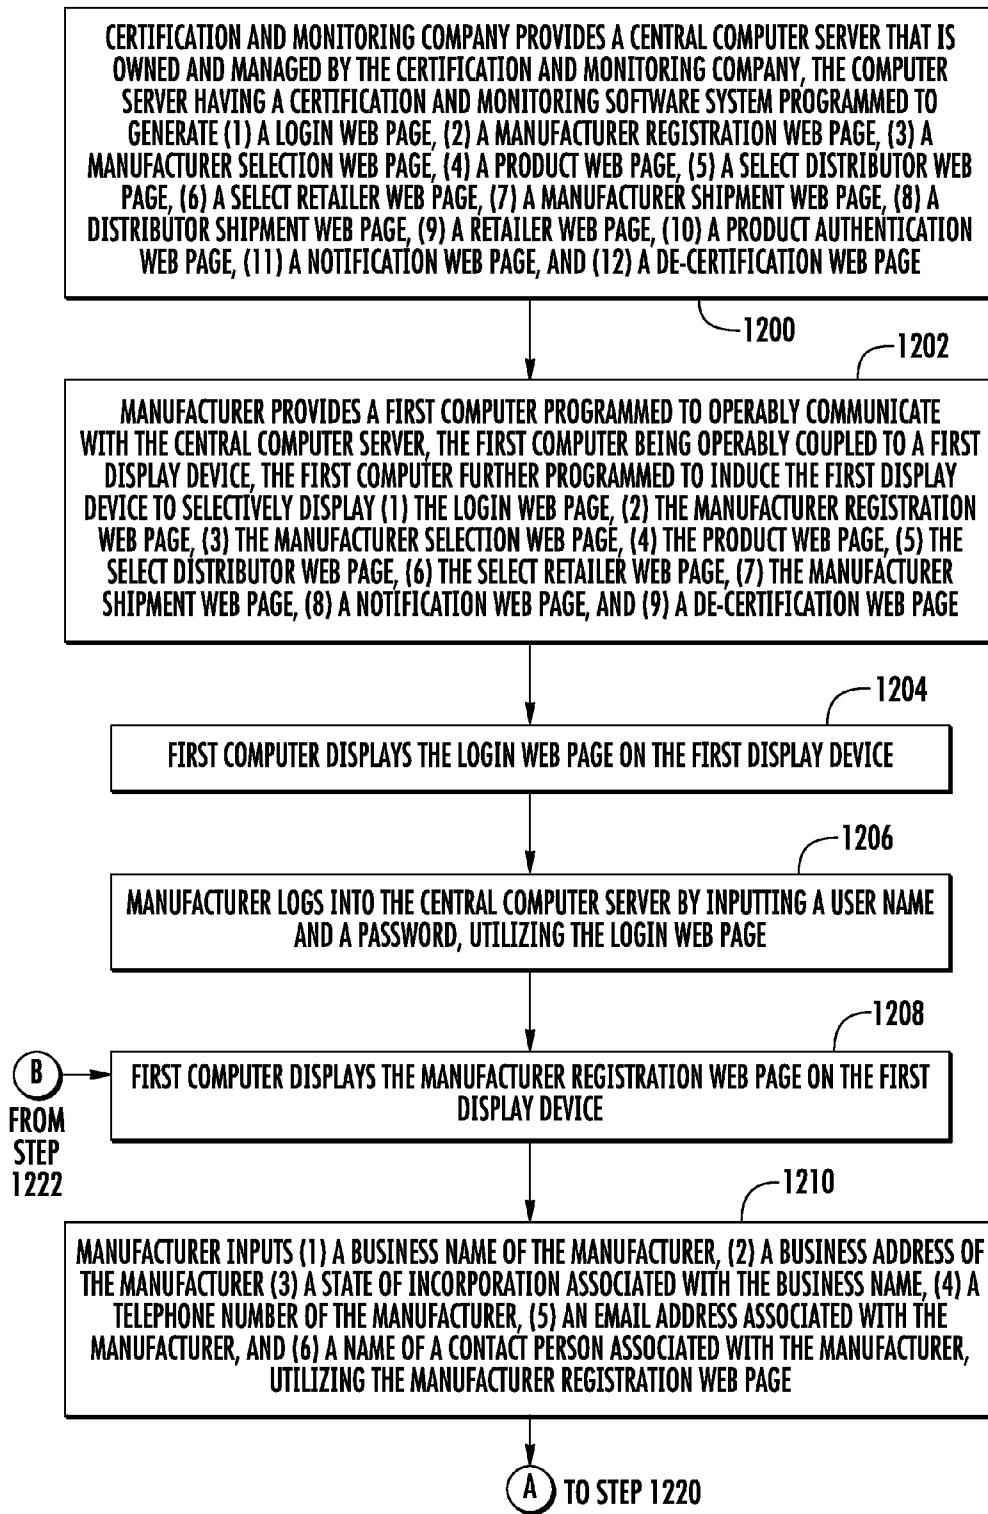 CERTIFICATION AND MONITORING COMPANY PROVIDES A CENTRAL COMPUTER SERVER THAT IS
OWNED AND MANAGED BY THE CERTIFICATION AND MONITORING COMPANY, THE COMPUTER
SERVER HAVING A CERTIFICATION AND MONITORING SOFTWARE SYSTEM PROGRAMMED TO
GENERATE (1) A LOGIN WEB PAGE, (2) A MANUFACTURER REGISTRATION WEB PAGE, (3) A
MANUFACTURER SELECTION WEB PAGE, (4) A PRODUCT WEB PAGE, (5) A SELECT DISTRIBUTOR WEB
PAGE, (6) A SELECT RETAILER WEB PAGE, (7) A MANUFACTURER SHIPMENT WEB PAGE, (8) A
DISTRIBUTOR SHIPMENT WEB PAGE, (9) A RETAILER WEB PAGE, (10) A PRODUCT AUTHENTICATION
WEB PAGE, (11) A NOTIFICATION WEB PAGE, AND (12) A DE-CERTIFICATION WEB PAGE
1200
1202
MANUFACTURER PROVIDES A FIRST COMPUTER PROGRAMMED TO OPERABLY COMMUNICATE
WITH THE CENTRAL COMPUTER SERVER, THE FIRST COMPUTER BEING OPERABLY COUPLED TO A FIRST
DISPLAY DEVICE, THE FIRST COMPUTER FURTHER PROGRAMMED TO INDUCE THE FIRST DISPLAY
DEVICE TO SELECTIVELY DISPLAY (1) THE LOGIN WEB PAGE, (2) THE MANUFACTURER REGISTRATION
WEB PAGE, (3) THE MANUFACTURER SELECTION WEB PAGE, (4) THE PRODUCT WEB PAGE, (5) THE
SELECT DISTRIBUTOR WEB PAGE, (6) THE SELECT RETAILER WEB PAGE, (7) THE MANUFACTURER
SHIPMENT WEB PAGE, (8) A NOTIFICATION WEB PAGE, AND (9) A DE-CERTIFICATION WEB PAGE
1204
FIRST COMPUTER DISPLAYS THE LOGIN WEB PAGE ON THE FIRST DISPLAY DEVICE
1206
MANUFACTURER LOGS INTO THE CENTRAL COMPUTER SERVER BY INPUTTING A USER NAME
AND A PASSWORD, UTILIZING THE LOGIN WEB PAGE
1208
B
FROM
STEP
1222
FIRST COMPUTER DISPLAYS THE MANUFACTURER REGISTRATION WEB PAGE ON THE FIRST
DISPLAY DEVICE
1210
MANUFACTURER INPUTS (1) A BUSINESS NAME OF THE MANUFACTURER, (2) A BUSINESS ADDRESS OF
THE MANUFACTURER (3) A STATE OF INCORPORATION ASSOCIATED WITH THE BUSINESS NAME, (4) A
TELEPHONE NUMBER OF THE MANUFACTURER, (5) AN EMAIL ADDRESS ASSOCIATED WITH THE
MANUFACTURER, AND (6) A NAME OF A CONTACT PERSON ASSOCIATED WITH THE MANUFACTURER,
UTILIZING THE MANUFACTURER REGISTRATION WEB PAGE
A TO STEP 1220